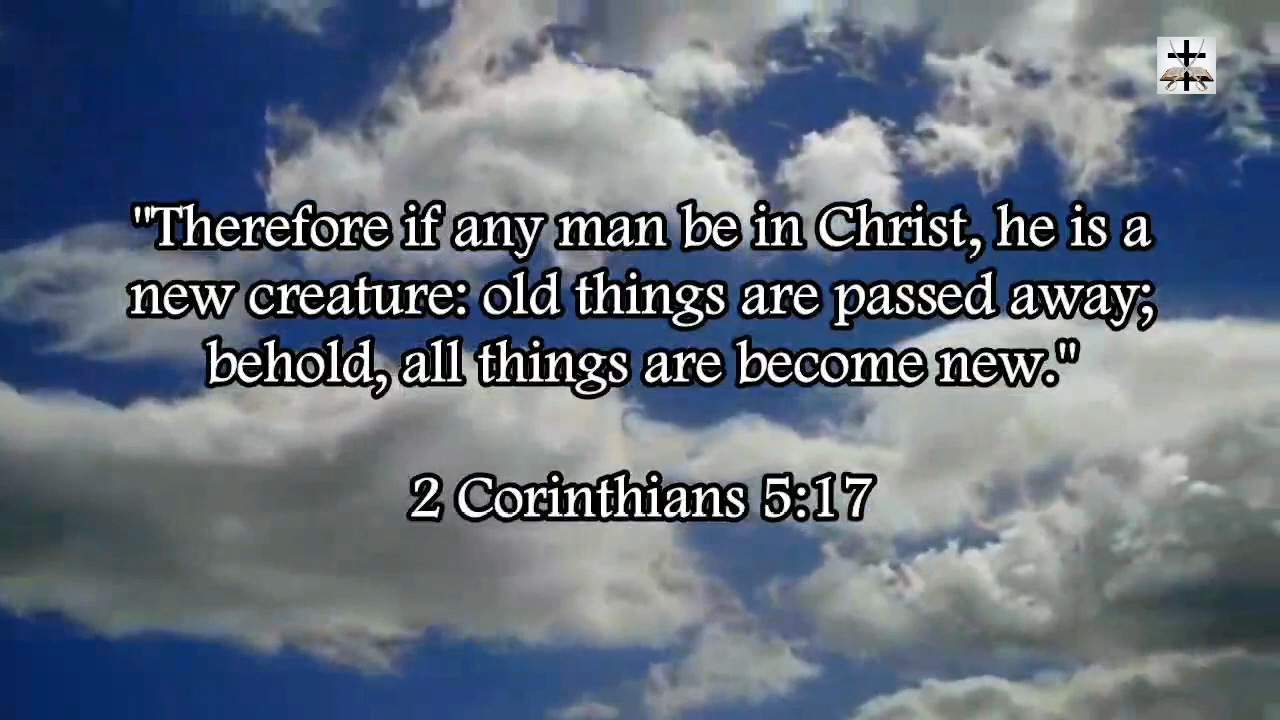 "Therefore if any man be in Christ, he is a
new creature: old things are passed away;
behold, all things are become new."
2 Corinthians 5:17